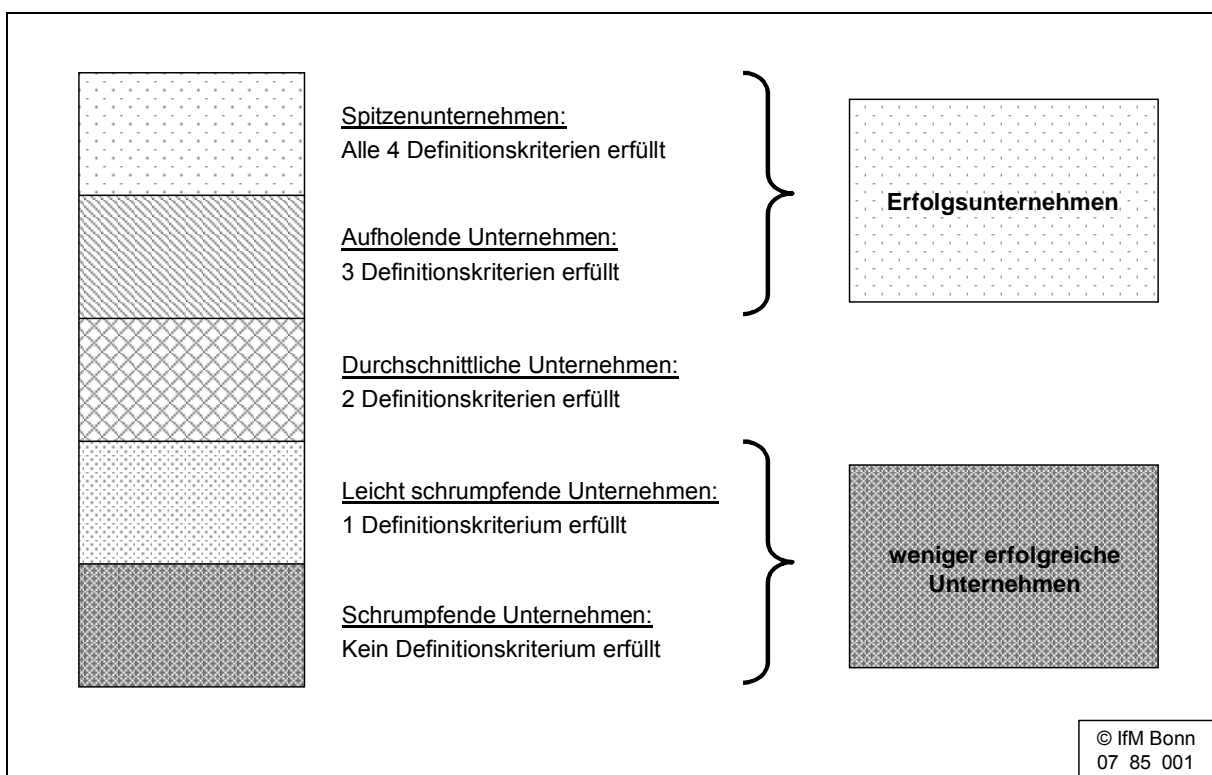 Spitzenunternehmen:
Alle 4 Definitionskriterien erfüllt
Aufholende Unternehmen:
3 Definitionskriterien erfüllt
Erfolgsunternehmen
Durchschnittliche Unternehmen:
2 Definitionskriterien erfüllt
Leicht schrumpfende Unternehmen:
1 Definitionskriterium erfüllt
Schrumpfende Unternehmen:
Kein Definitionskriterium erfüllt
weniger erfolgreiche
Unternehmen
© IfM Bonn
07 85 001